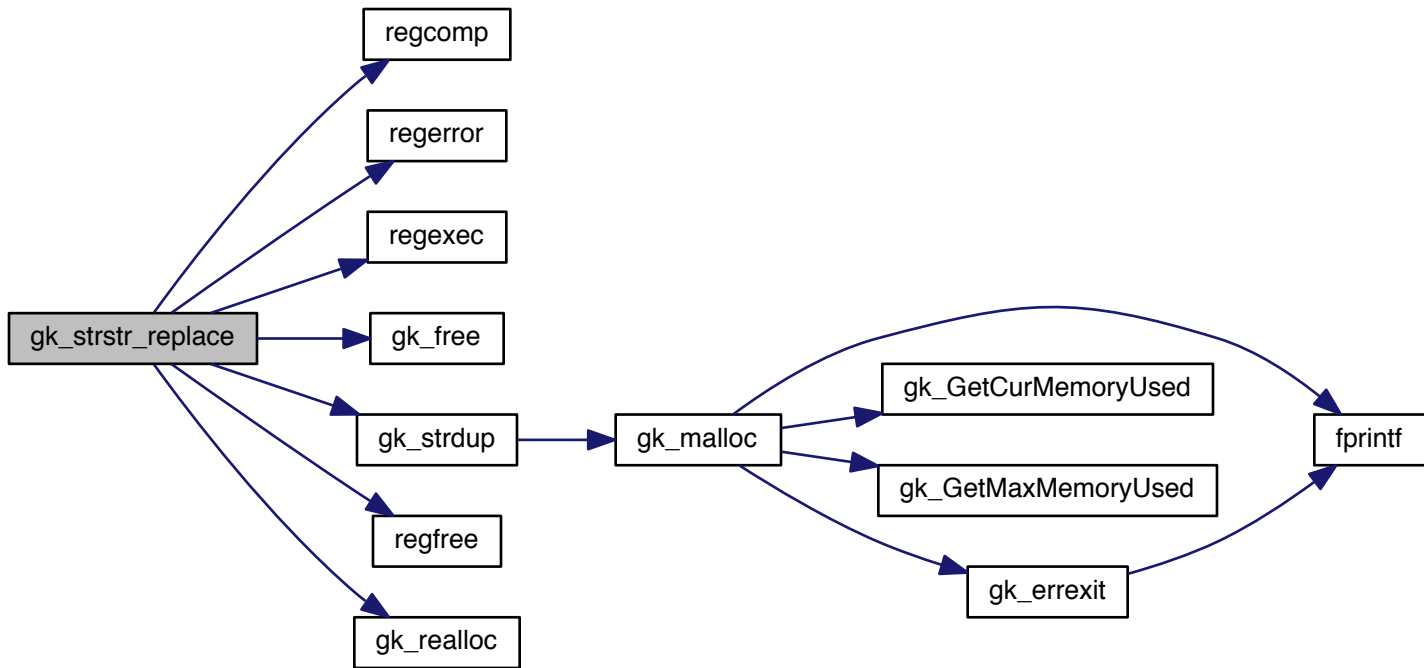 regcomp
regerror
regexec
gk_strstr_replace
gk_free
gk_GetCurMemoryUsed
gk_strdup
gk_malloc
fprintf
gk_GetMaxMemoryUsed
regfree
gk_errexit
gk_realloc